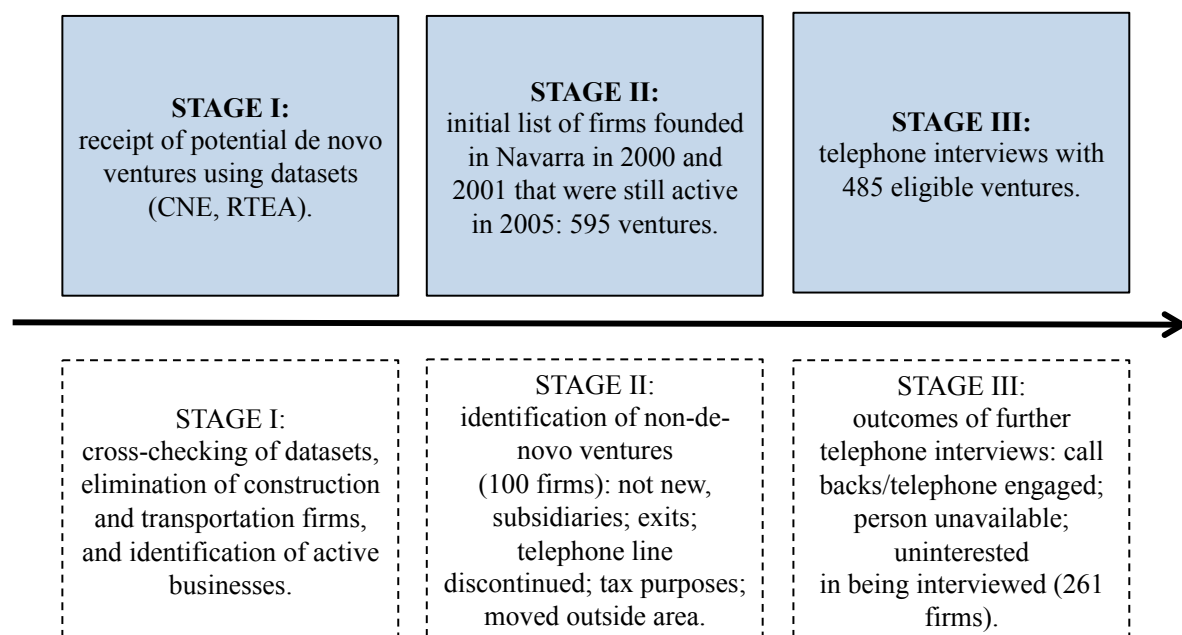 STAGE I:
receipt of potential de novo
ventures using datasets
(CNE, RTEA).
STAGE II:
initial list of firms founded
in Navarra in 2000 and
2001 that were still active
in 2005: 595 ventures.
STAGE III:
telephone interviews with
485 eligible ventures.
STAGE I:
cross-checking of datasets,
elimination of construction
and transportation firms,
and identification of active
businesses.
STAGE II:
identification of non-de-
novo ventures
(100 firms): not new,
subsidiaries; exits;
telephone line
discontinued; tax purposes;
moved outside area.
STAGE III:
outcomes of further
telephone interviews: call
backs/telephone engaged;
person unavailable;
uninterested
in being interviewed (261
firms).